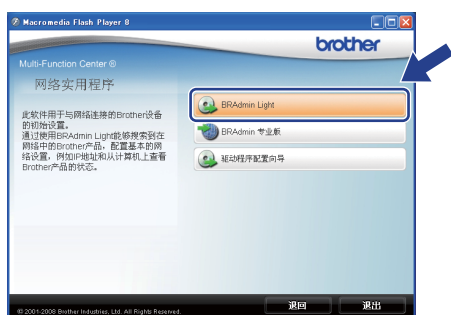 Macromedia Flash Player 8
brother
Multi-Function Center ®
网络实用程序
此软件用于与网络连接的Brother设备
的初始设置。
通过使用BRAdmin Light能够搜索到在
网络中的Brother产品，配置基本的网
络设置，例如IP地址和从计算机上查看
Brother产品的状态。
BRAdmin Light
BRAdmin 专业版
驱动程序配置向导
© 2001-2008 Brother Industries, Ltd. All Rights Reserved.
退回
退出